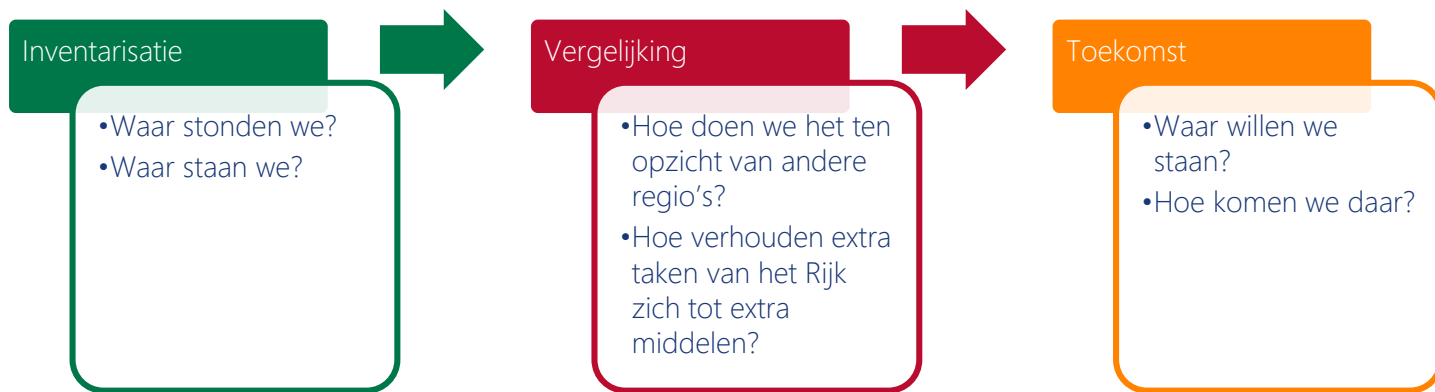 Inventarisatie
•Waar stonden we?
•Waar staan we?
Vergelijking
•Hoe doen we het ten
opzicht van andere
regio's?
•Hoe verhouden extra
taken van het Rijk
zich tot extra
middelen?
Toekomst
•Waar willen we
staan?
•Hoe komen we daar?